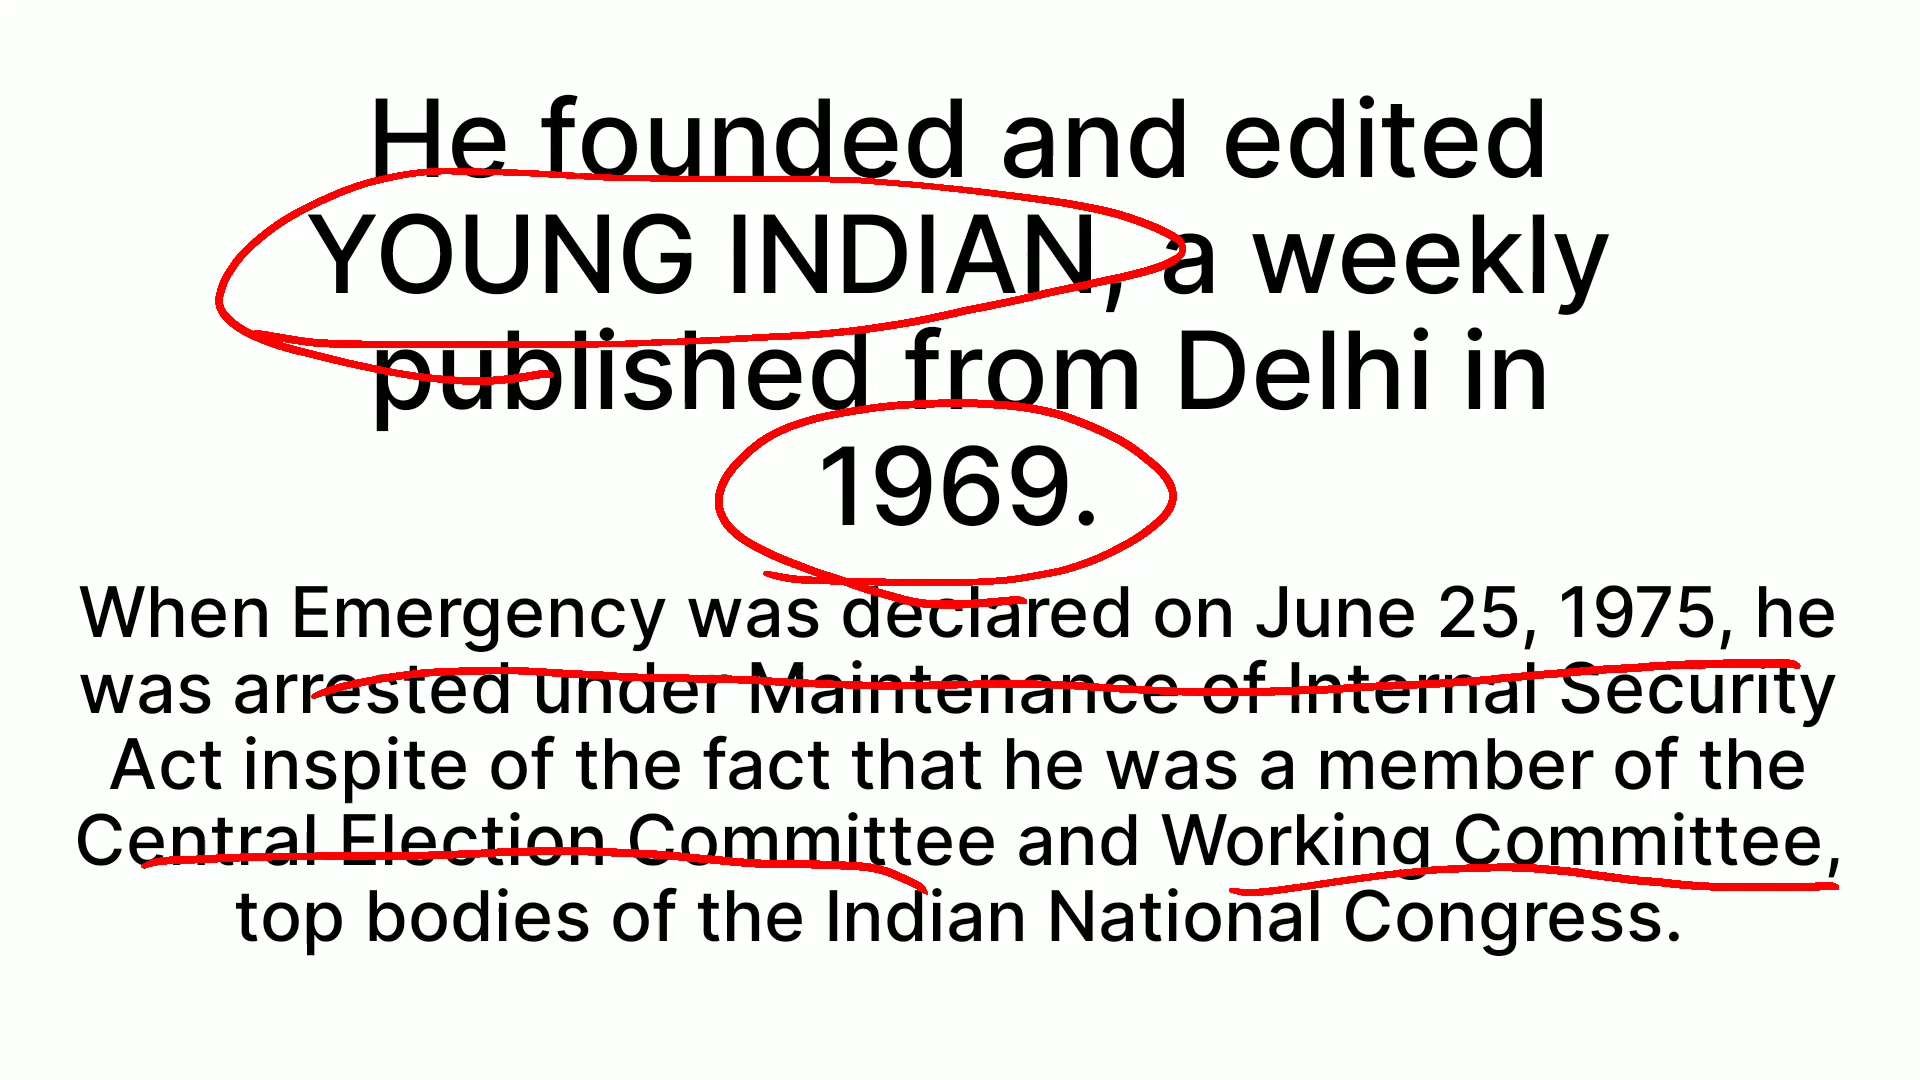 He founded and edited
YOUNG INDIAN, a weekly
published from Delhi in
1969.
When Emergency was declared on June 25, 1975, he
was arrested under Maintenance of Internal Security
Act inspite of the fact that he was a member of the
Central Election Committee and Working Committee,
top bodies of the Indian National Congress.